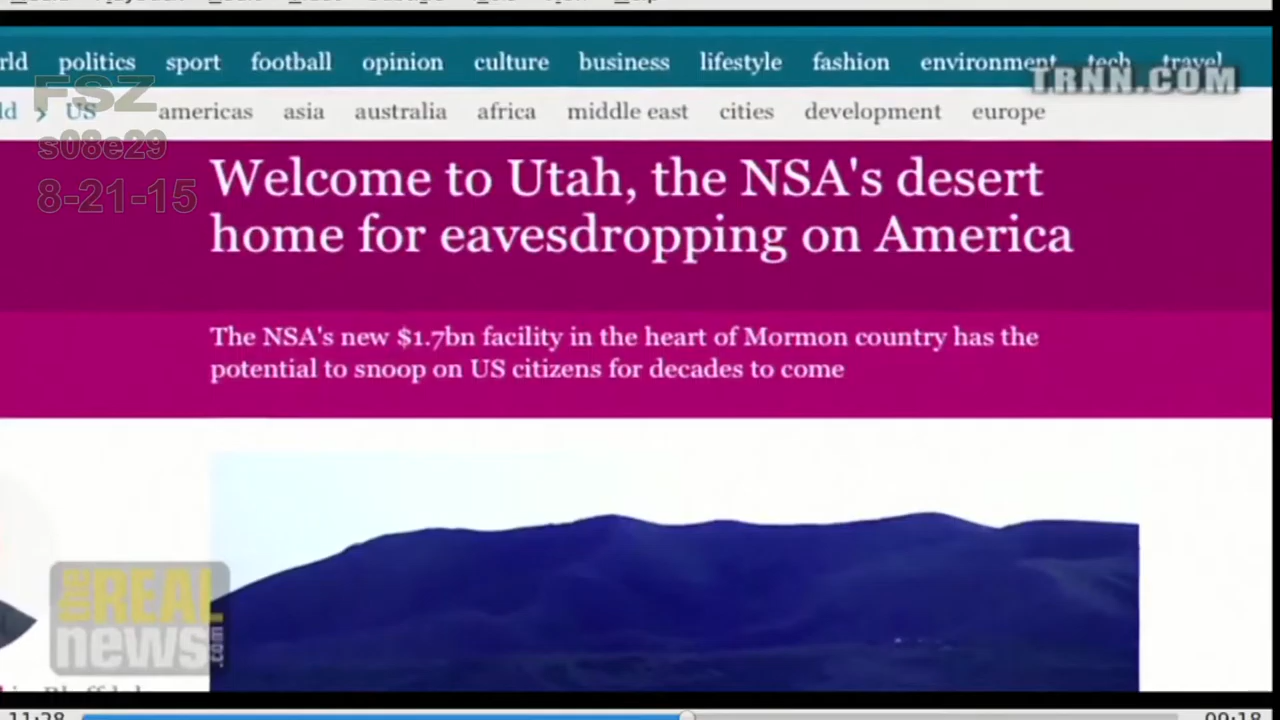 rld politics sport football opinion culture business lifestyle fashion environment tech travel
TRNN.COM
FSZ
ld › US americas asia australia africa middle east cities development europe
s08e29
8-21-15
Welcome to Utah, the NSA's desert
home for eavesdropping on America
The NSA's new $1.7bn facility in the heart of Mormon country has the
potential to snoop on US citizens for decades to come
THE REAL
news.com
11:28
09:18